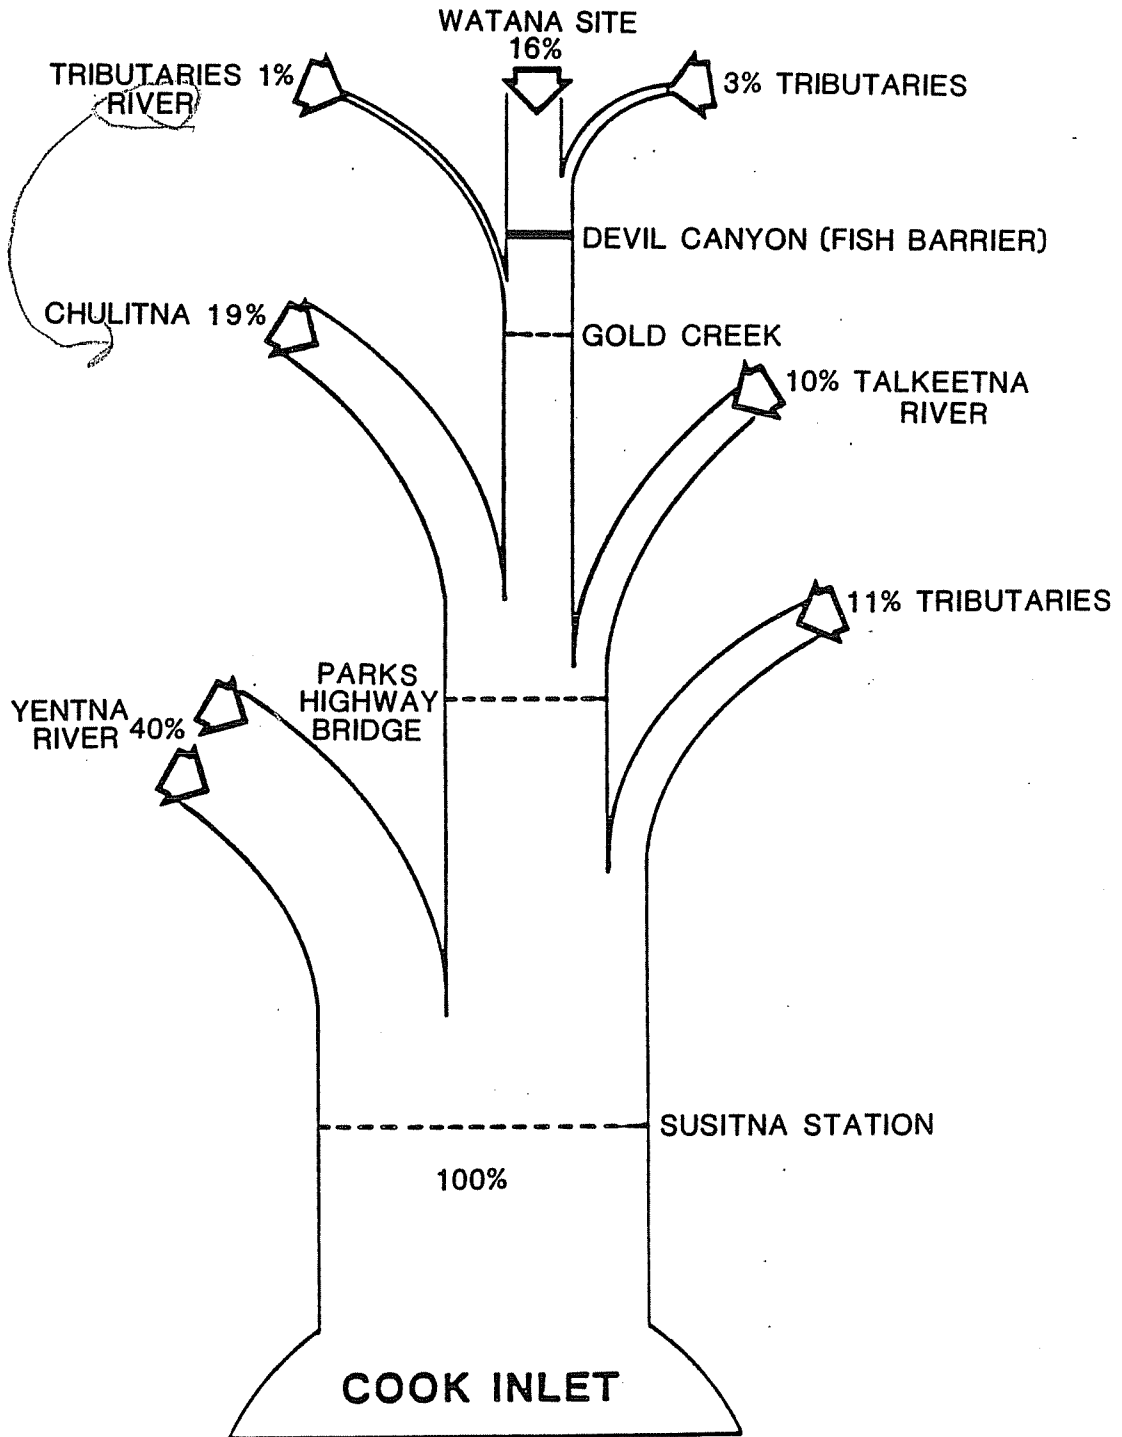 WATANA SITE
16%
TRIBUTARIES 1%
RIVER
3% TRIBUTARIES
DEVIL CANYON (FISH BARRIER)
CHULITNA 19%
GOLD CREEK
10% TALKEETNA
RIVER
11% TRIBUTARIES
PARKS
HIGHWAY
BRIDGE
YENTNA
RIVER 40%
SUSITNA STATION
100%
COOK INLET